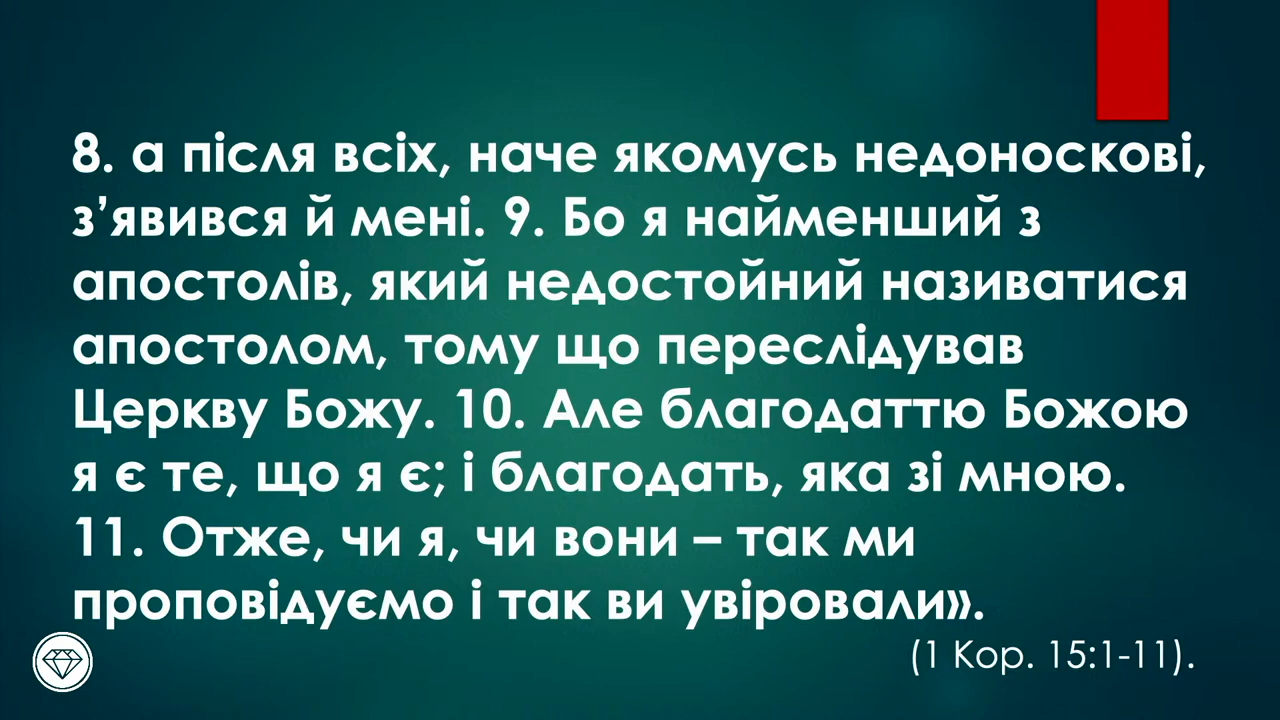 8. а після всіх, наче якомусь недоноскові,
з’явився й мені. 9. Бо я найменший з
апостолів, який недостойний називатися
апостолом, тому що переслідував
Церкву Божу. 10. Але благодаттю Божою
я є те, що я є; і благодать, яка зі мною.
11. Отже, чи я, чи вони – так ми
проповідуємо і так ви увіровали».
(1 Кор. 15:1-11).